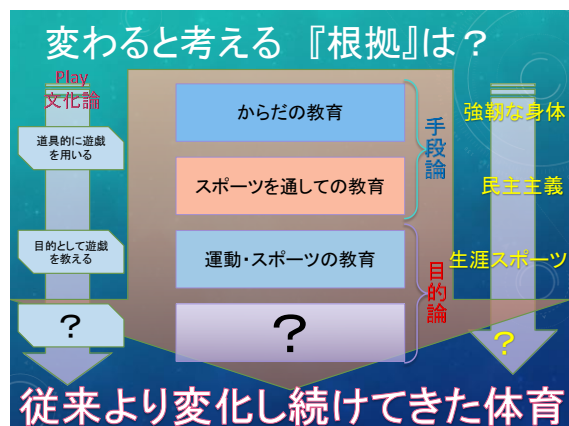 変わると考える 『根拠』は？
Play
文化論
道具的に遊戯
を用いる
目的として遊戯
を教える
？
からだの教育
スポーツを通しての教育
運動・スポーツの教育
？
手段論
目的論
強靭な身体
民主主義
生涯スポーツ
？
従来より変化し続けてきた体育